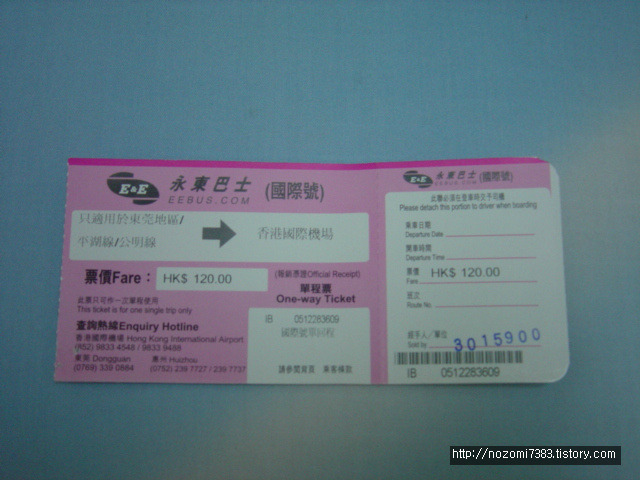 E&E 永東巴士 (國際號)
EEBUS.COM
只適用於東莞地區/
平湖線/公明線
香港國際機場
票價Fare： HK$ 120.00
(報銷憑證Official Receipt)
單程票
One-way Ticket
此票只可作一次單程使用
This ticket is for one single trip only
查詢熱線Enquiry Hotline
香港國際機場 Hong Kong International Airport
(852) 9833 4548 / 9833 9488
東莞 Dongguan 惠州 Huizhou
(0769) 339 0884 (0752) 239 7727 / 239 7737
IB 0512283609
國際號單回程
請參閱背頁 乘客條款
E&E 永東巴士 (國際號)
EEBUS.COM
此聯必須在登車時交予司機
Please detach this portion to driver when boarding
乘車日期
Departure Date
開車時間
Departure Time
票價 HK$ 120.00
Fare
班次
Route No.
經手人／單位
Sold by 3015900
IB 0512283609
http://nozomi7383.tistory.com